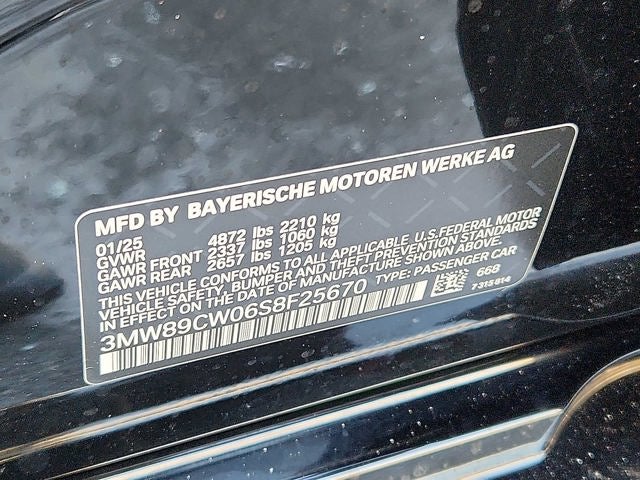 MFD BY BAYERISCHE MOTOREN WERKE AG
01/25
GVWR 4872 lbs 2210 kg
GAWR FRONT 2337 lbs 1060 kg
GAWR REAR 2657 lbs 1205 kg
THIS VEHICLE CONFORMS TO ALL APPLICABLE U.S.FEDERAL MOTOR
VEHICLE SAFETY, BUMPER AND THEFT PREVENTION STANDARDS
IN EFFECT ON THE DATE OF MANUFACTURE SHOWN ABOVE.
3MW89CW06S8F25670 TYPE: PASSENGER CAR
668
7315614